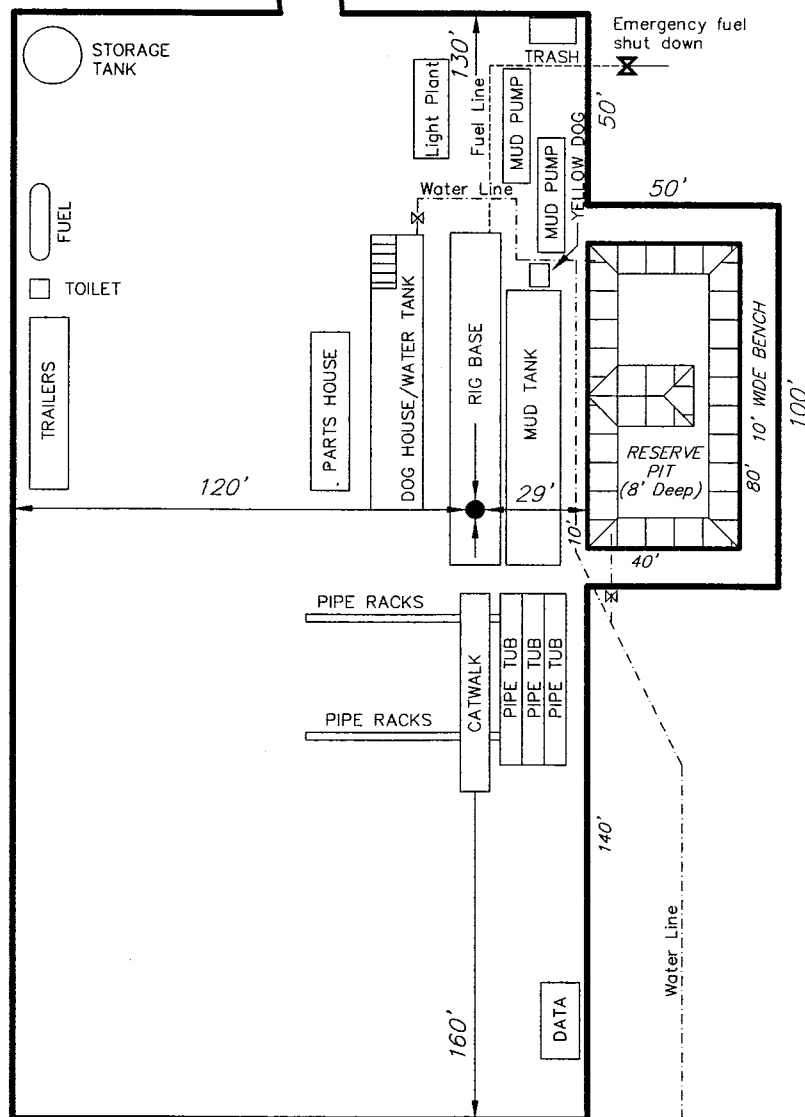 Emergency fuel
shut down
STORAGE
TANK
130'
TRASH
Light Plant
Fuel Line
MUD PUMP
50'
MUD PUMP
YELLOW DOG
Water Line
50'
FUEL
TOILET
TRAILERS
PARTS HOUSE
DOG HOUSE/WATER TANK
RIG BASE
MUD TANK
RESERVE
PIT
(8' Deep)
80'
10' WIDE BENCH
100'
120'
29'
10'
40'
PIPE RACKS
CATWALK
PIPE TUB
PIPE TUB
PIPE TUB
PIPE RACKS
140'
Water Line
160'
DATA